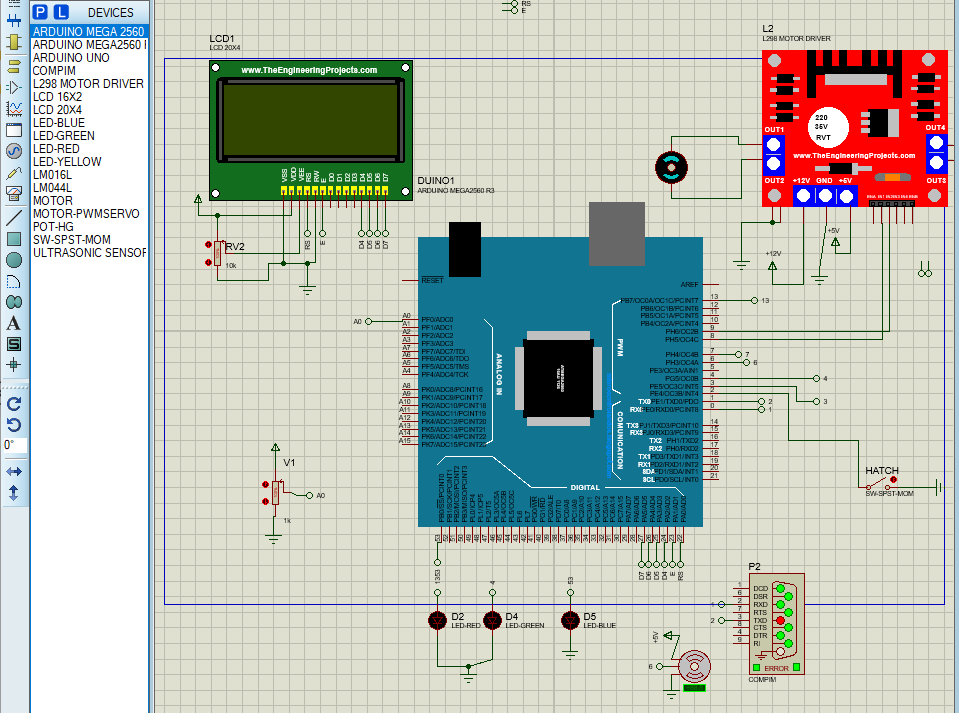 P L DEVICES
ARDUINO MEGA 2560
ARDUINO MEGA2560
ARDUINO UNO
COMPIM
L298 MOTOR DRIVER
LCD 16X2
LCD 20X4
LED-BLUE
LED-GREEN
LED-RED
LED-YELLOW
LM016L
LM044L
MOTOR
MOTOR-PWMSERVO
POT-HG
SW-SPST-MOM
ULTRASONIC SENSOF
A
S
0°
RS
E
LCD1
LCD 20X4
www.TheEngineeringProjects.com
VSS
VDD
VEE
RS
RW
E
D0
D1
D2
D3
D4
D5
D6
D7
RS
E
D4
D5
D6
D7
RV2
10k
L2
L298 MOTOR DRIVER
220
35V
RVT
OUT1
OUT4
www.TheEngineeringProjects.com
OUT2
+12V GND +5V
OUT3
+5V
+12V
DUINO1
ARDUINO MEGA2560 R3
RESET
AREF
A0
A0
A1
A2
A3
A7
A6
A5
A4
PF0/ADC0
PF1/ADC1
PF2/ADC2
PF3/ADC3
PF7/ADC7/TDI
PF6/ADC6/TDO
PF5/ADC5/TMS
PF4/ADC4/TCK
A8
A9
A10
A11
A12
A13
A14
A15
PK0/ADC8/PCINT16
PK1/ADC9/PCINT17
PK2/ADC10/PCINT18
PK3/ADC11/PCINT19
PK4/ADC12/PCINT20
PK5/ADC13/PCINT21
PK6/ADC14/PCINT22
PK7/ADC15/PCINT23
ANALOG IN
PWM
COMUNICATION
DIGITAL
PB7/OC0A/OC1C/PCINT7 13
PB6/OC1B/PCINT6 12
PB5/OC1A/PCINT5 11
PB4/OC2A/PCINT4 10
PH6/OC2B 9
PH5/OC4C 8
PH4/OC4B 7
PH3/OC4A 6
PE3/OC3A/AIN1 5
PG5/OC0B 4
PE5/OC3C/INT5 3
PE4/OC3B/INT4 2
TX0 PE1/TXD0/PDO 1
RX0 PE0/RXD0/PCINT8 0
13
7
6
4
3
2
1
TX3 PJ1/TXD3/PCINT10 14
RX3 PJ0/RXD3/PCINT9 15
TX2 PH1/TXD2 16
RX2 PH0/RXD2 17
TX1 PD3/TXD1/INT3 18
RX1 PD2/RXD1/INT2 19
SDA PD1/SDA/INT1 20
SCL PD0/SCL/INT0 21
HATCH
SW-SPST-MOM
V1
A0
1k
D7
D6
D5
D4
E
RS
1353
4
53
D2
LED-RED
D4
LED-GREEN
D5
LED-BLUE
+5V
6
P2
1 DCD
6 DSR
2 RXD
7 RTS
3 TXD
8 CTS
4 DTR
9 RI
1
2
ERROR
COMPIM